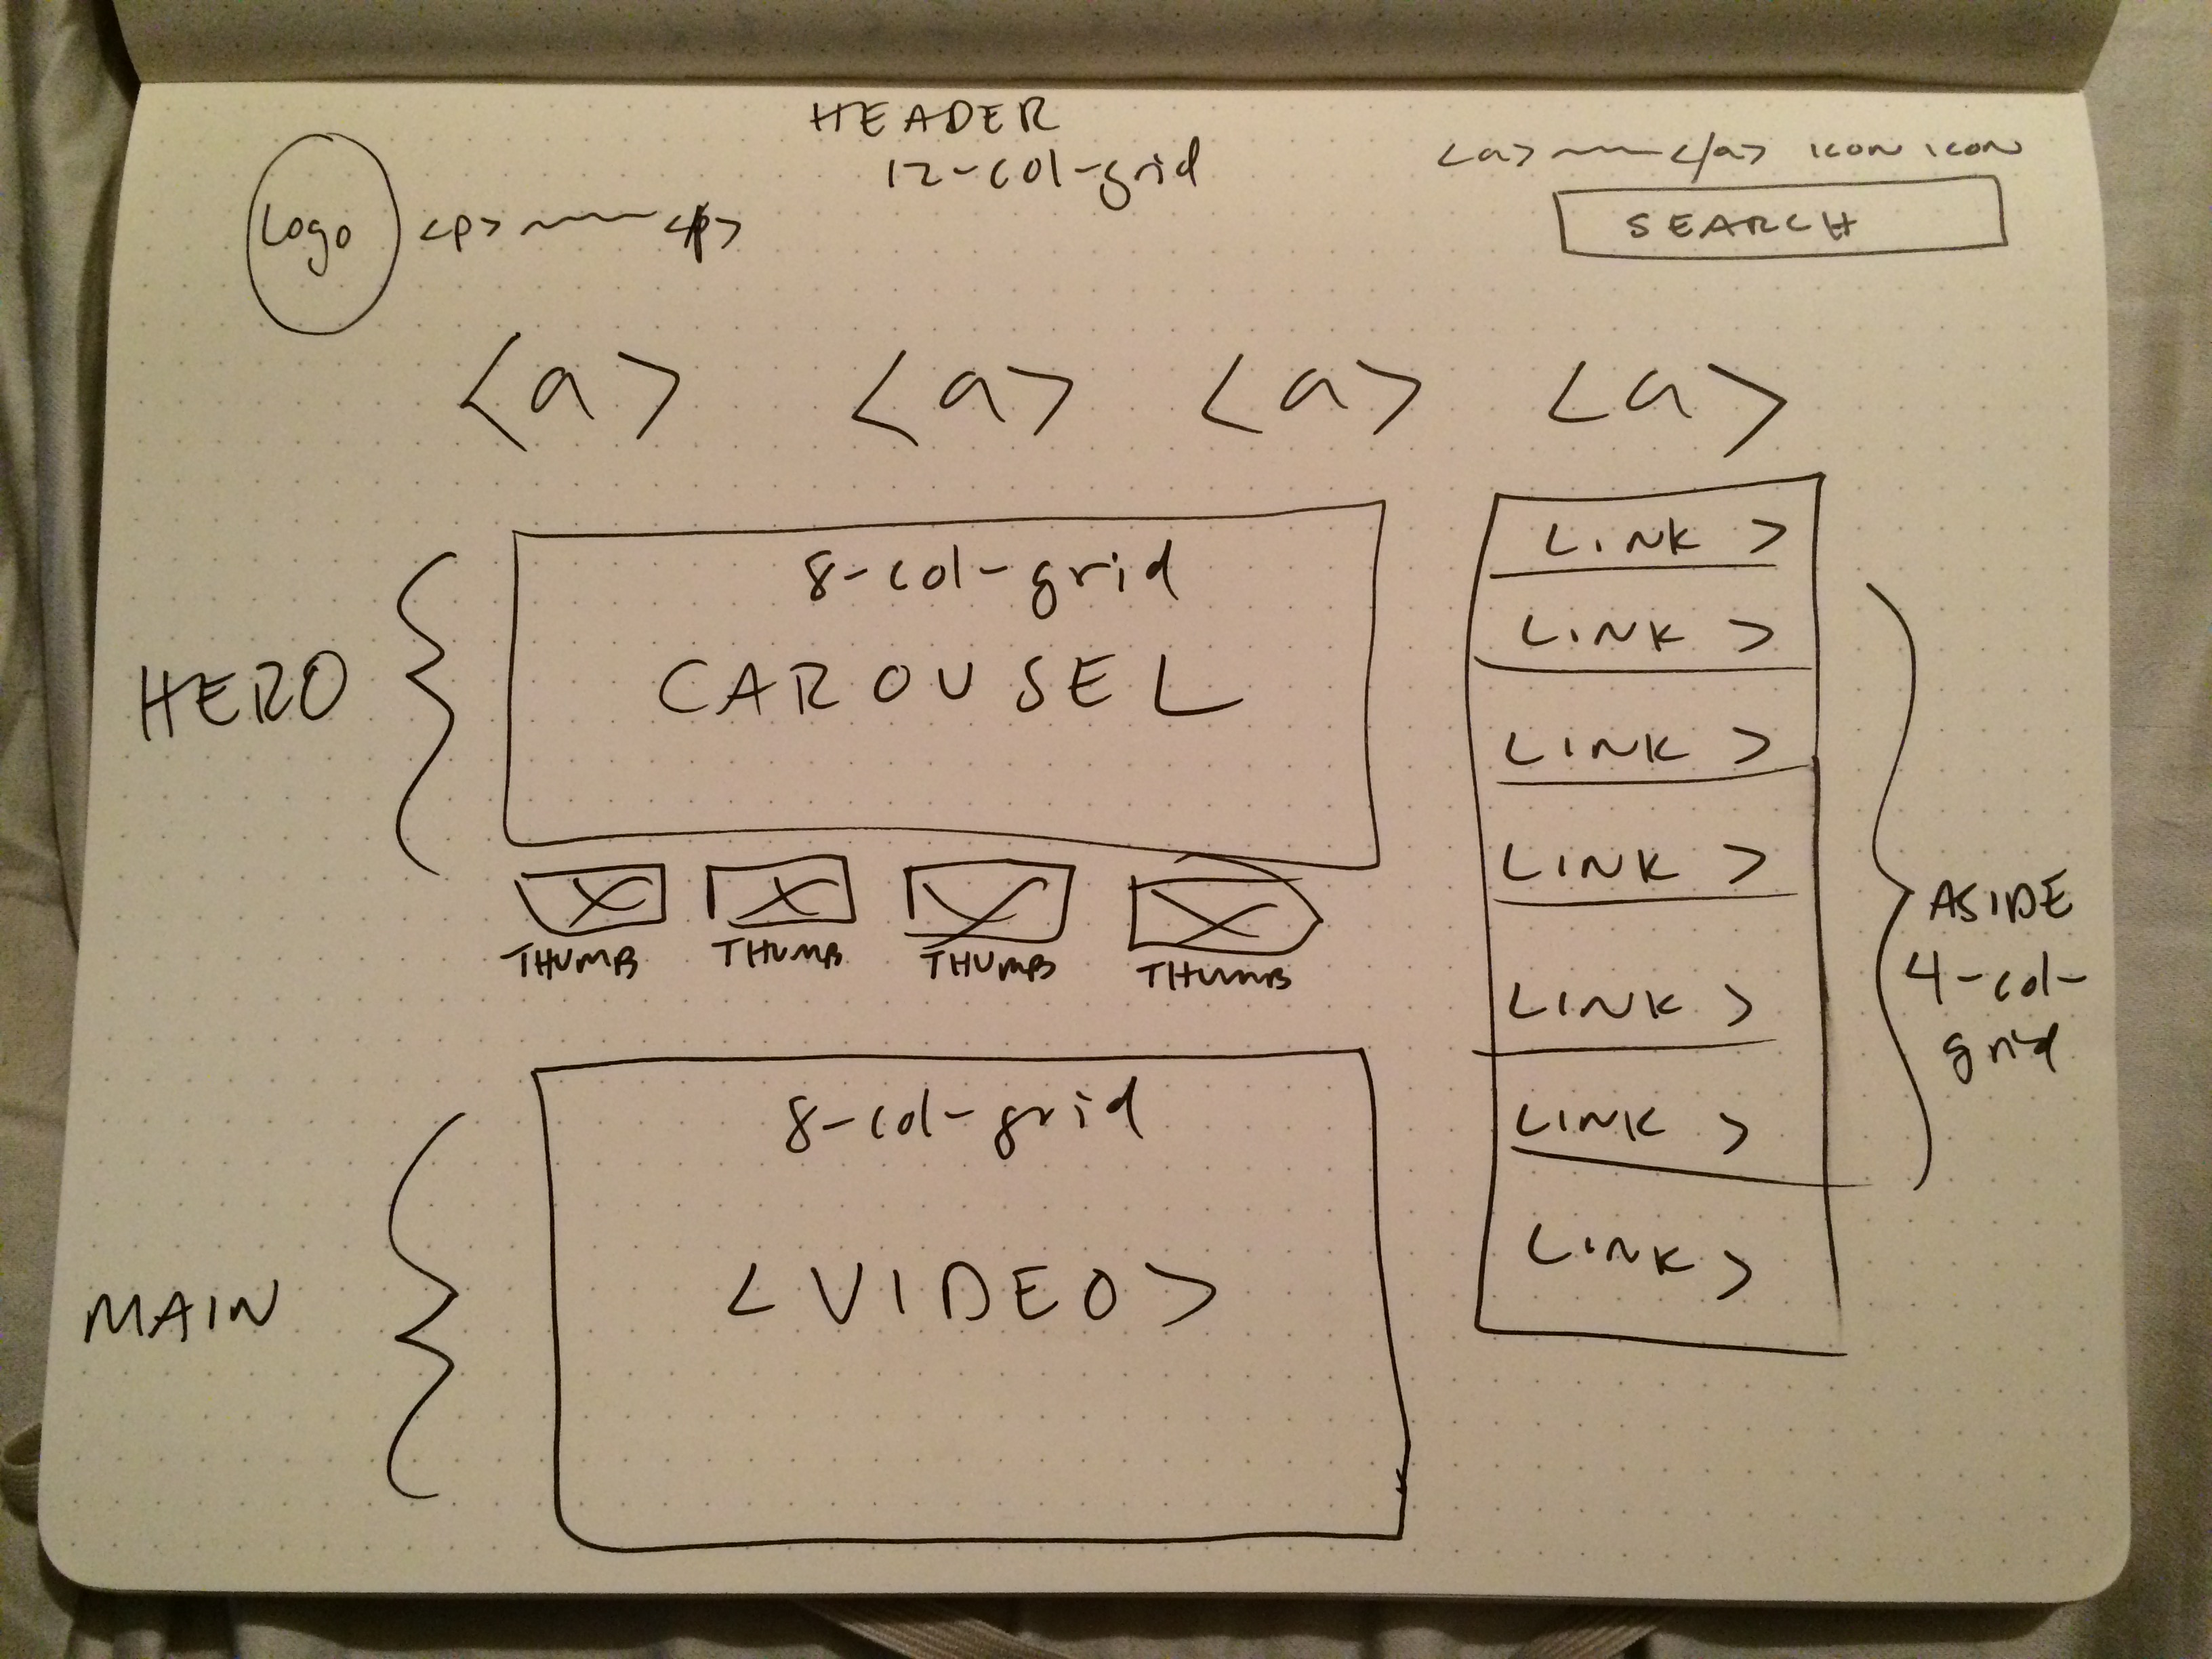 HEADER
12-col-grid
Logo
<p> </p>
<a> </a> icon icon
SEARCH
<a> <a> <a> <a>
HERO
8-col-grid
CAROUSEL
THUMB THUMB THUMB THUMB
MAIN
8-col-grid
<VIDEO>
LINK >
LINK >
LINK >
LINK >
LINK >
LINK >
LINK >
ASIDE
4-col-
grid